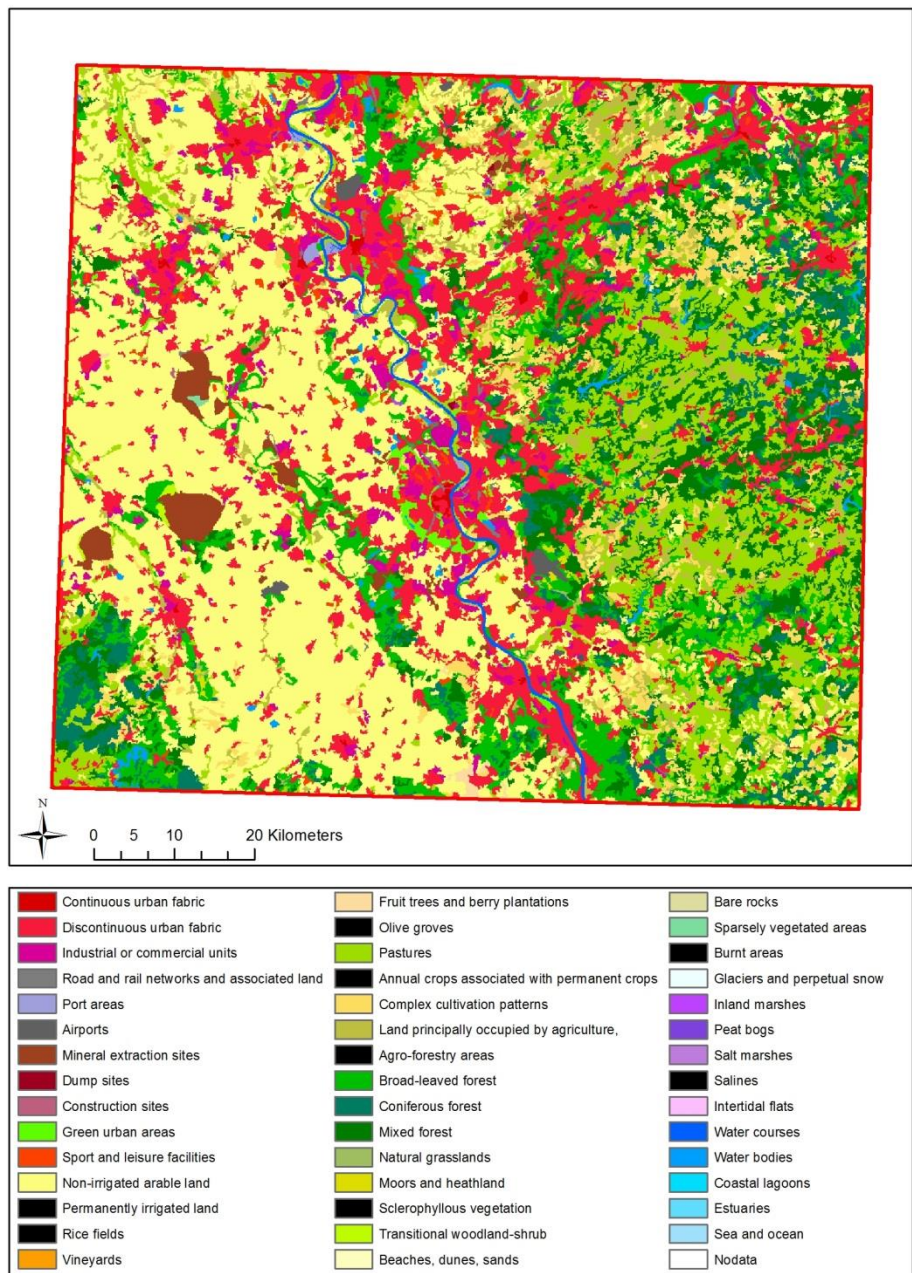 N
0 5 10 20 Kilometers
Continuous urban fabric
Discontinuous urban fabric
Industrial or commercial units
Road and rail networks and associated land
Port areas
Airports
Mineral extraction sites
Dump sites
Construction sites
Green urban areas
Sport and leisure facilities
Non-irrigated arable land
Permanently irrigated land
Rice fields
Vineyards
Fruit trees and berry plantations
Olive groves
Pastures
Annual crops associated with permanent crops
Complex cultivation patterns
Land principally occupied by agriculture,
Agro-forestry areas
Broad-leaved forest
Coniferous forest
Mixed forest
Natural grasslands
Moors and heathland
Sclerophyllous vegetation
Transitional woodland-shrub
Beaches, dunes, sands
Bare rocks
Sparsely vegetated areas
Burnt areas
Glaciers and perpetual snow
Inland marshes
Peat bogs
Salt marshes
Salines
Intertidal flats
Water courses
Water bodies
Coastal lagoons
Estuaries
Sea and ocean
Nodata